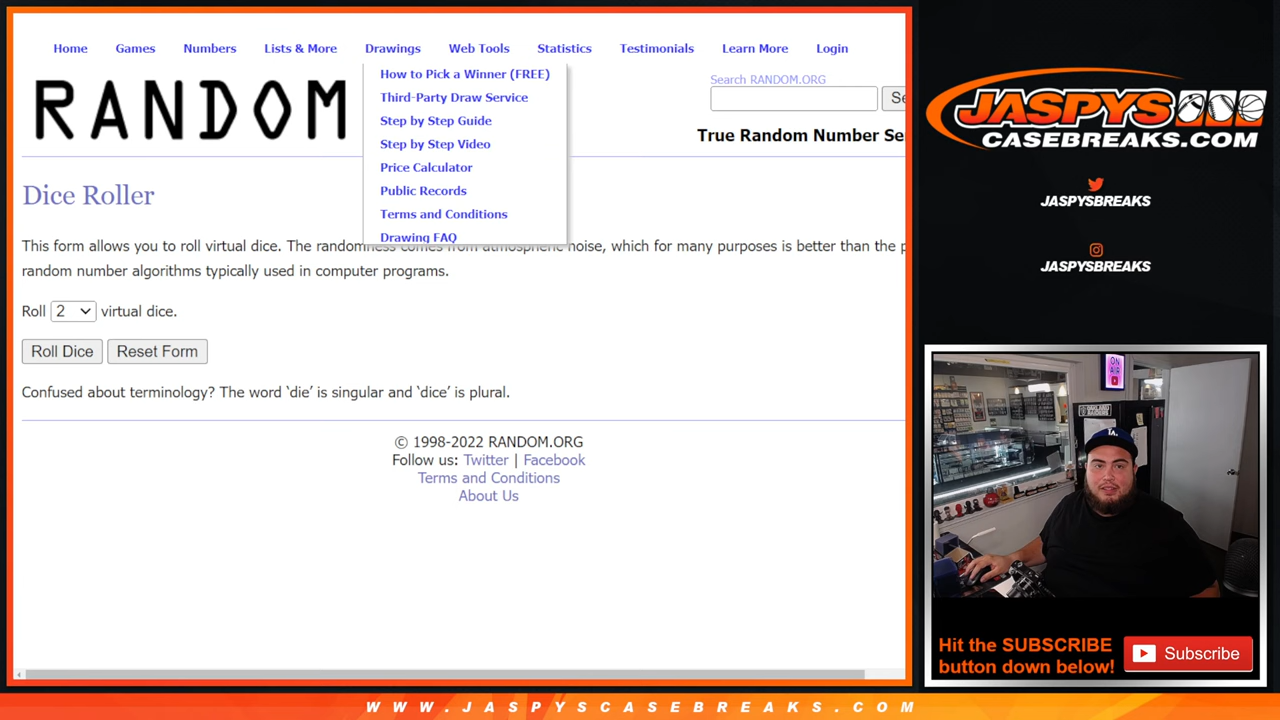 Home Games Numbers Lists & More Drawings Web Tools Statistics Testimonials Learn More Login
How to Pick a Winner (FREE)
Third-Party Draw Service
Step by Step Guide
Step by Step Video
Price Calculator
Public Records
Terms and Conditions
Drawing FAQ
RANDOM
Search RANDOM.ORG
Se
True Random Number Se
Dice Roller
This form allows you to roll virtual dice. The randomness comes from atmospheric noise, which for many purposes is better than the p
random number algorithms typically used in computer programs.
Roll 2 virtual dice.
Roll Dice Reset Form
Confused about terminology? The word ‘die’ is singular and ‘dice’ is plural.
© 1998-2022 RANDOM.ORG
Follow us: Twitter | Facebook
Terms and Conditions
About Us
JASPYS
CASEBREAKS.COM
JASPYSBREAKS
JASPYSBREAKS
ON
AIR
LA
Hit the SUBSCRIBE
button down below!
Subscribe
WWW.JASPYSCASEBREAKS.COM